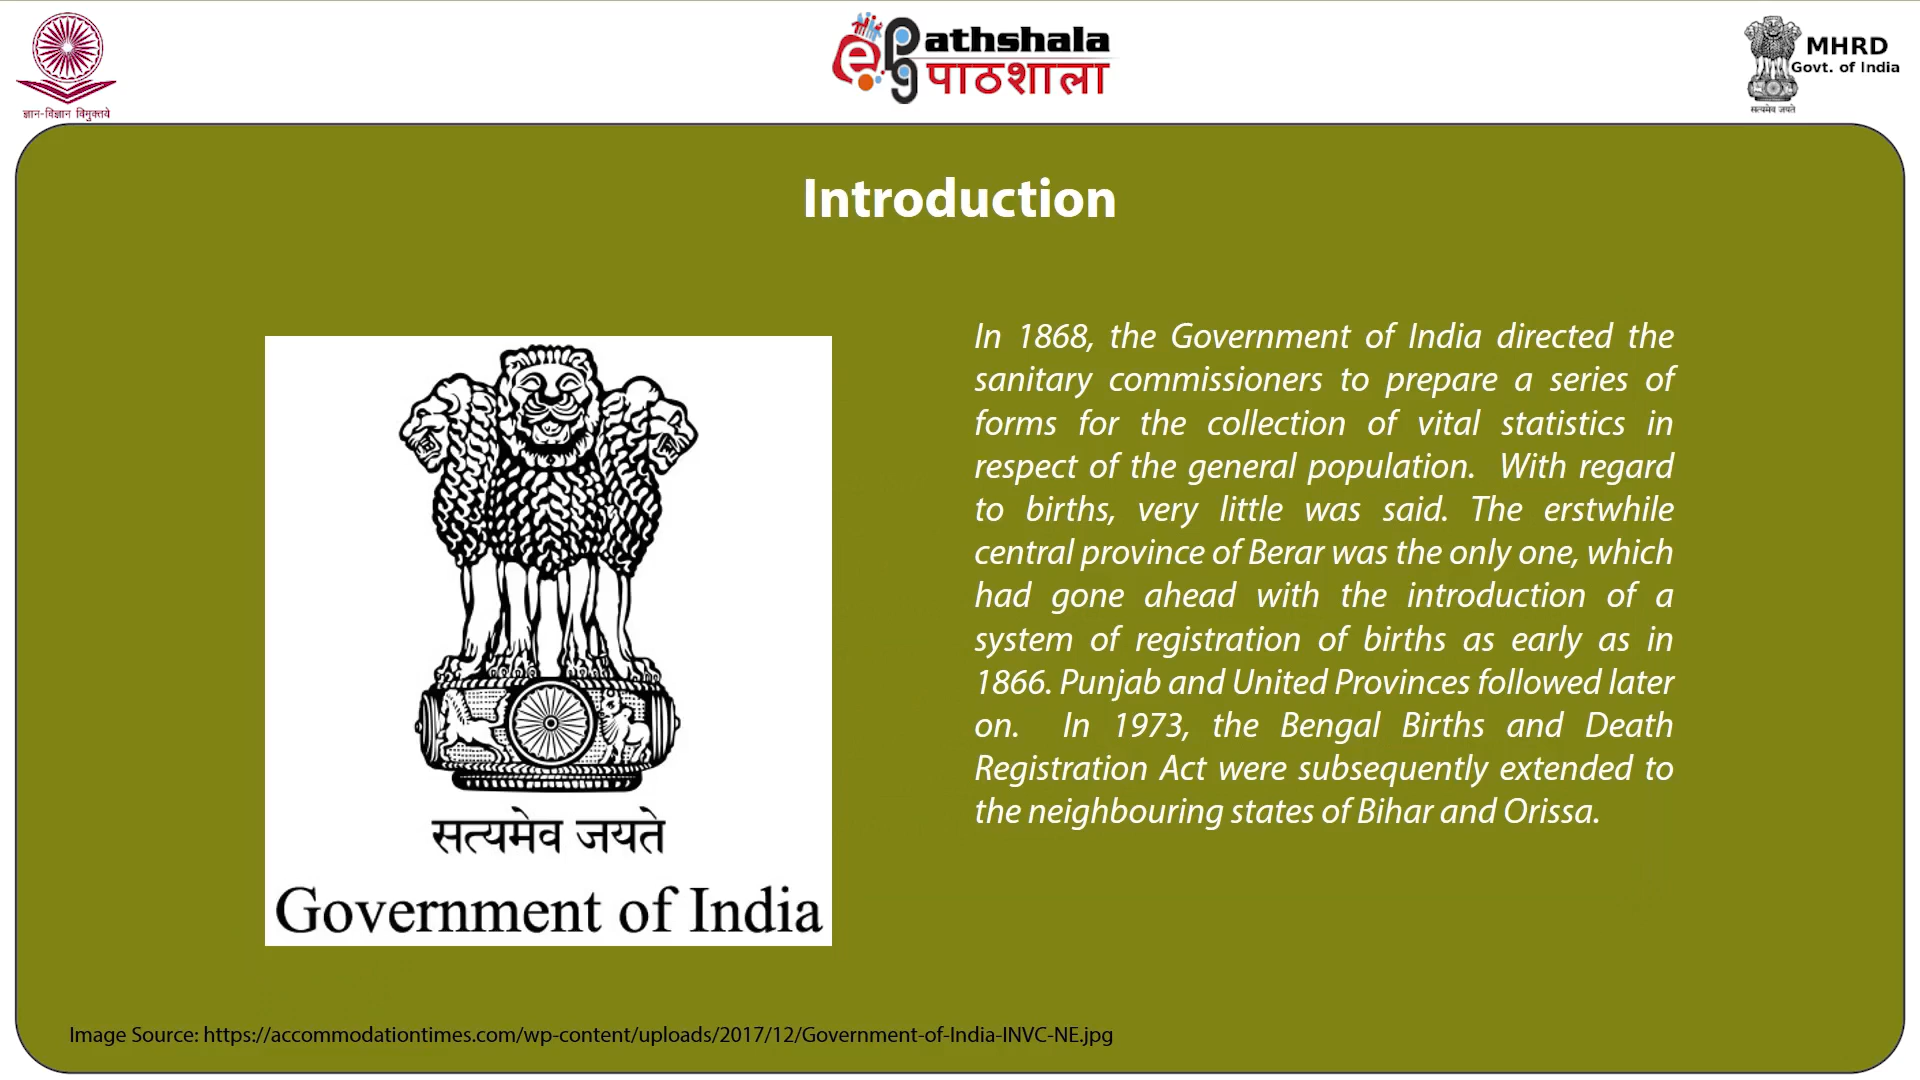 ज्ञान-विज्ञान विमुक्तये
ePG Pathshala
पाठशाला
MHRD
Govt. of India
सत्यमेव जयते
Introduction
In 1868, the Government of India directed the
sanitary commissioners to prepare a series of
forms for the collection of vital statistics in
respect of the general population. With regard
to births, very little was said. The erstwhile
central province of Berar was the only one, which
had gone ahead with the introduction of a
system of registration of births as early as in
1866. Punjab and United Provinces followed later
on. In 1973, the Bengal Births and Death
Registration Act were subsequently extended to
the neighbouring states of Bihar and Orissa.
सत्यमेव जयते
Government of India
Image Source: https://accommodationtimes.com/wp-content/uploads/2017/12/Government-of-India-INVC-NE.jpg